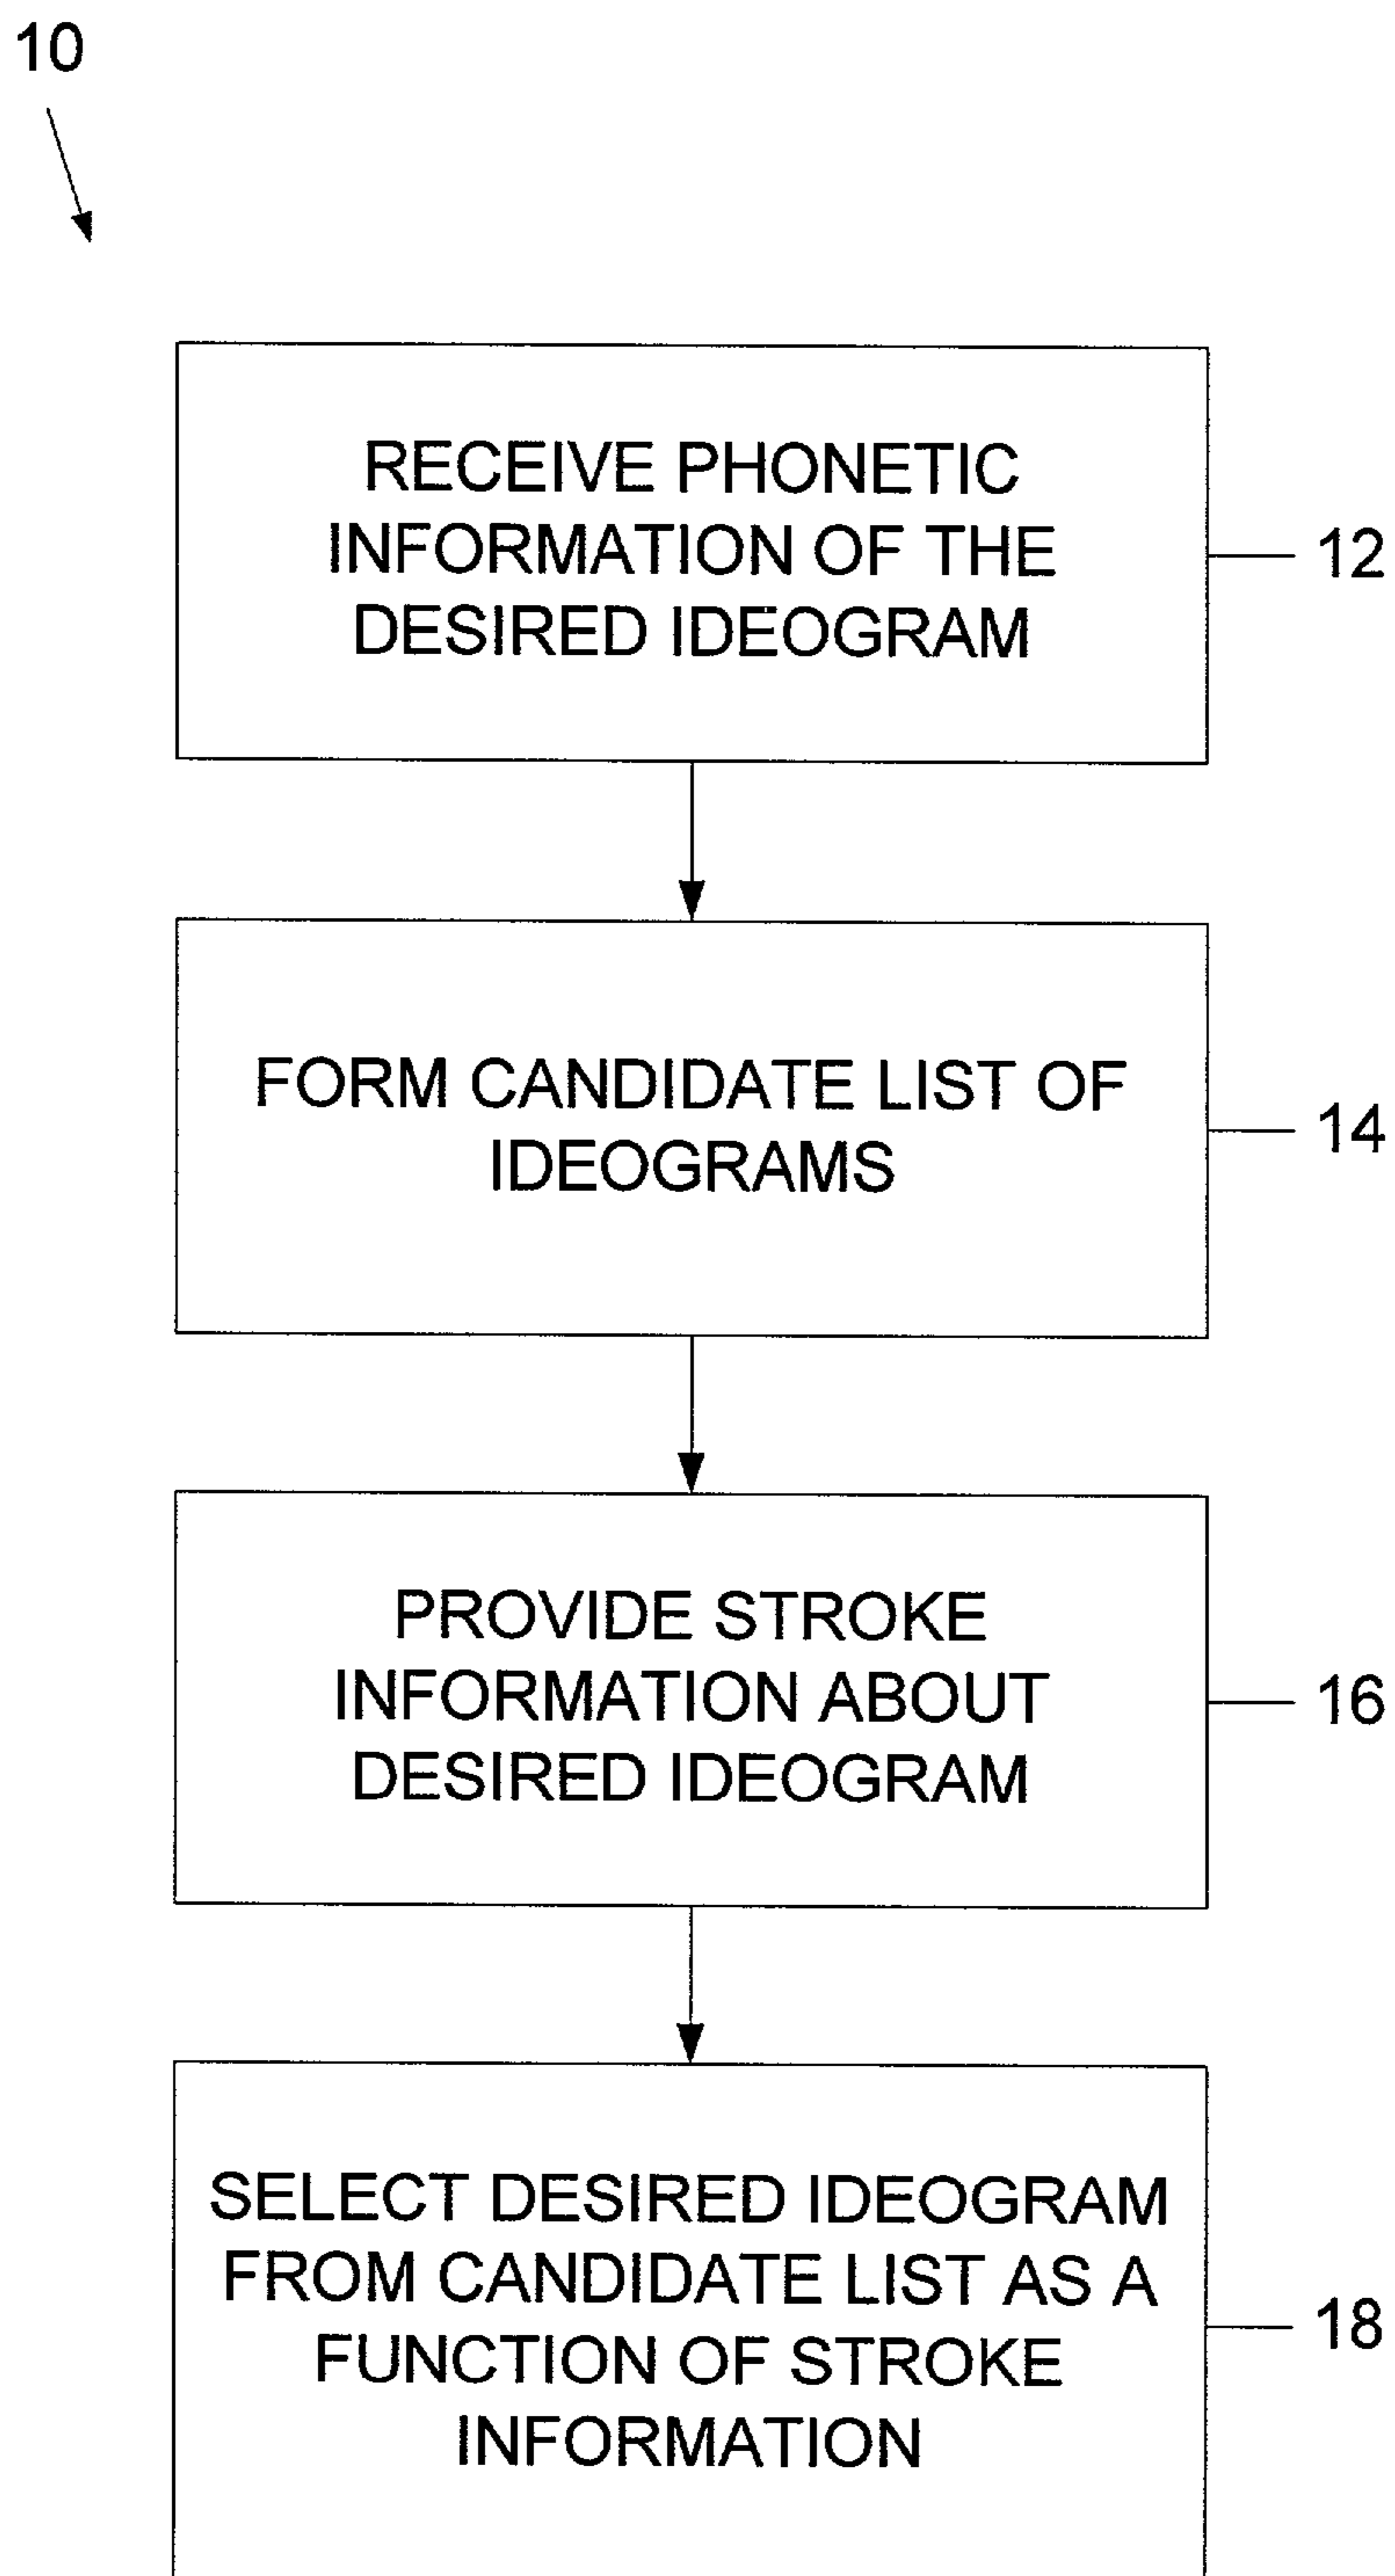 10
RECEIVE PHONETIC
INFORMATION OF THE
DESIRED IDEOGRAM
12
FORM CANDIDATE LIST OF
IDEOGRAMS
14
PROVIDE STROKE
INFORMATION ABOUT
DESIRED IDEOGRAM
16
SELECT DESIRED IDEOGRAM
FROM CANDIDATE LIST AS A
FUNCTION OF STROKE
INFORMATION
18